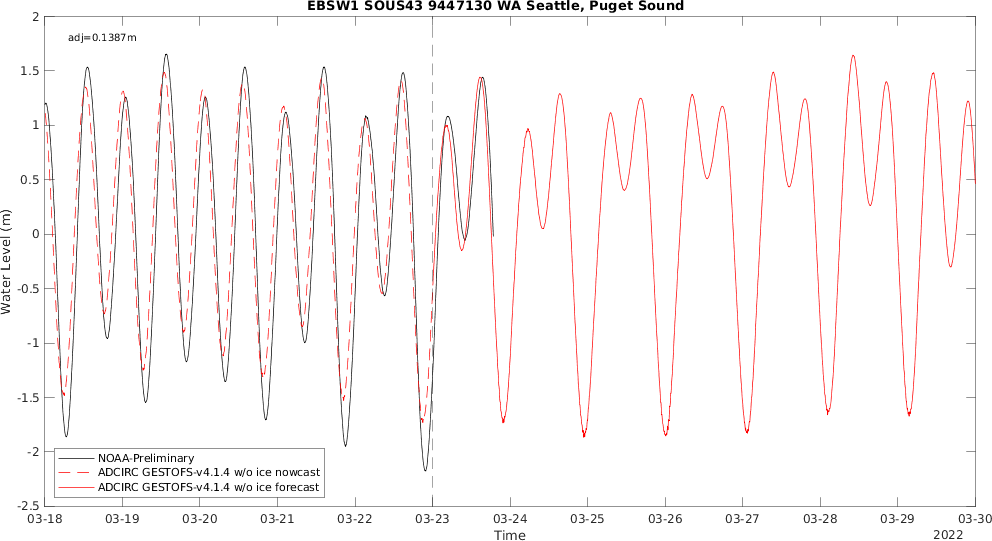 EBSW1 SOUS43 9447130 WA Seattle, Puget Sound
adj=0.1387m
Water Level (m)
2
1.5
1
0.5
0
-0.5
-1
-1.5
-2
-2.5
NOAA-Preliminary
ADCIRC GESTOFS-v4.1.4 w/o ice nowcast
ADCIRC GESTOFS-v4.1.4 w/o ice forecast
03-18 03-19 03-20 03-21 03-22 03-23 03-24 03-25 03-26 03-27 03-28 03-29 03-30
Time
2022